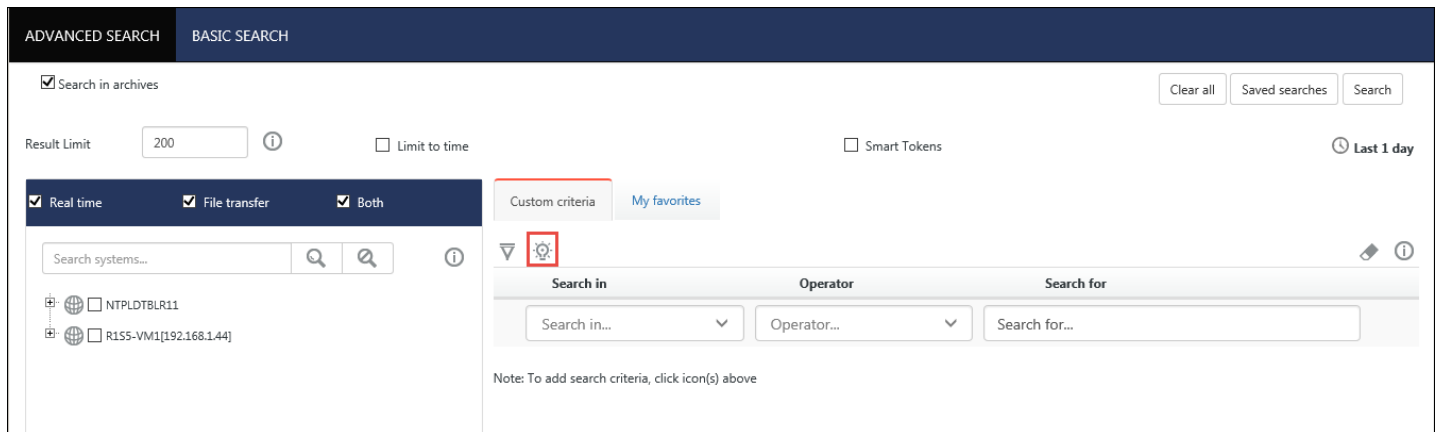 ADVANCED SEARCH BASIC SEARCH
Search in archives
Clear all Saved searches Search
Result Limit 200 Limit to time Smart Tokens Last 1 day
Real time File transfer Both
Custom criteria My favorites
Search systems...
Search in Operator Search for
Search in... Operator... Search for...
NTPLDTBLR11
R1S5-VM1[192.168.1.44]
Note: To add search criteria, click icon(s) above